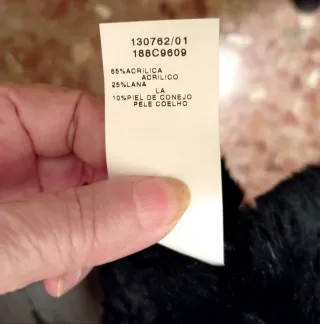 130762/01
188C9609
65%ACRILICA
ACRILICO
25%LANA
LA
10%PIEL DE CONEJO
PELE COELHO